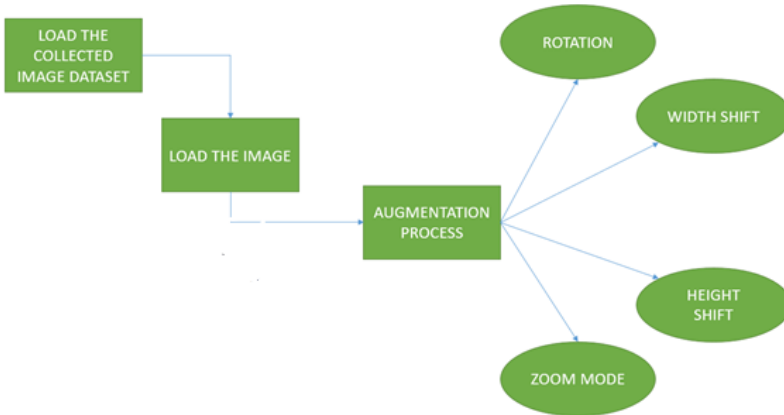 LOAD THE
COLLECTED
IMAGE DATASET
LOAD THE IMAGE
AUGMENTATION
PROCESS
ROTATION
WIDTH SHIFT
HEIGHT
SHIFT
ZOOM MODE